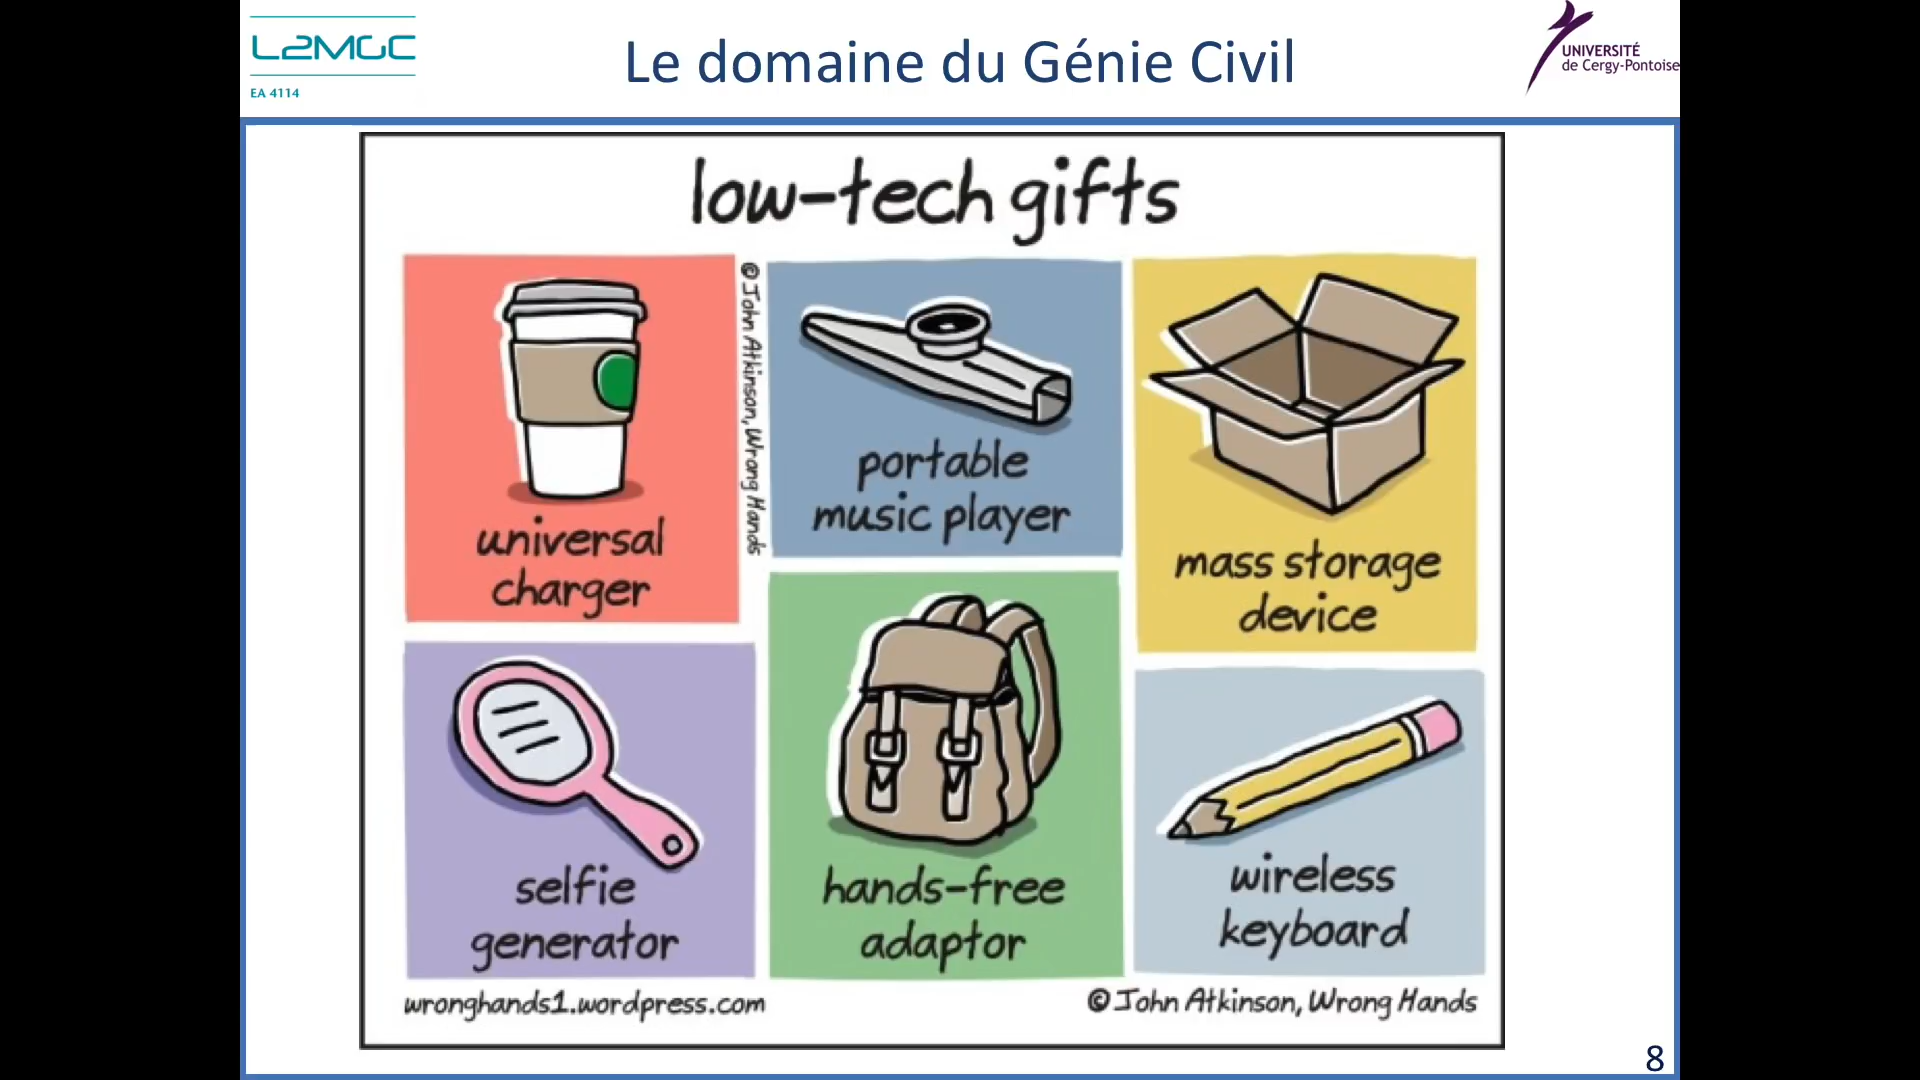 L2MGC
EA 4114
Le domaine du Génie Civil
UNIVERSITÉ
de Cergy-Pontoise
low-tech gifts
universal
charger
© John Atkinson, Wrong Hands
portable
music player
mass storage
device
selfie
generator
hands-free
adaptor
wireless
keyboard
wronghands1.wordpress.com
© John Atkinson, Wrong Hands
8